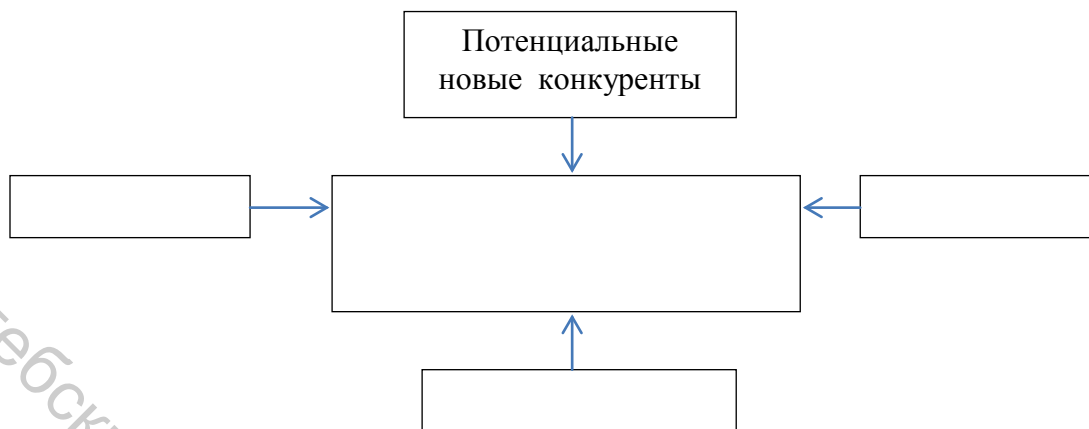 Потенциальные
новые конкуренты